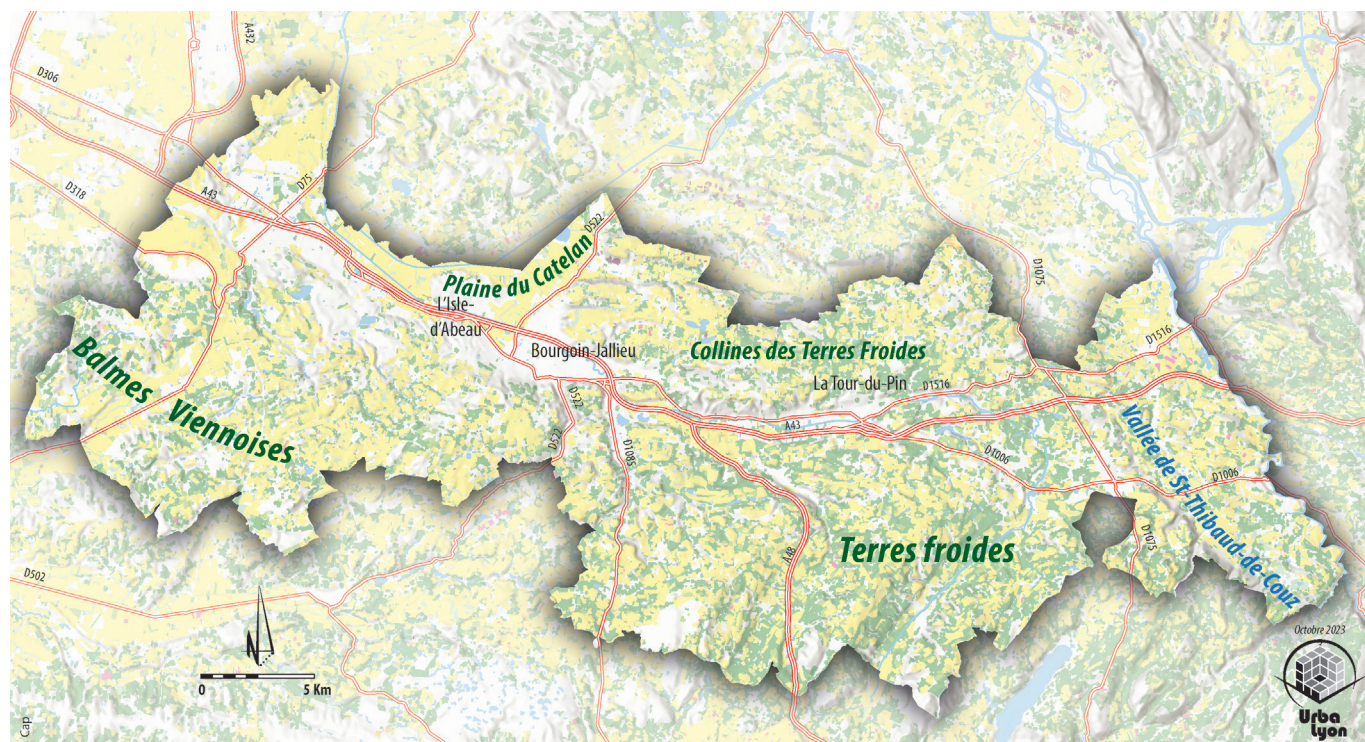 A432
D306
D318
A43
D75
D522
Plaine du Catelan
L'Isle-
d'Abeau
Bourgoin-Jallieu
Collines des Terres Froides
La Tour-du-Pin
D1516
D1075
D1516
Balmes Viennoises
D522
D522
D1085
A43
D1006
Vallée de St-Thibaud-de-Couz
D1006
Terres froides
A48
D1075
D502
N
0 5 Km
Cap
Octobre 2023
Urba
Lyon